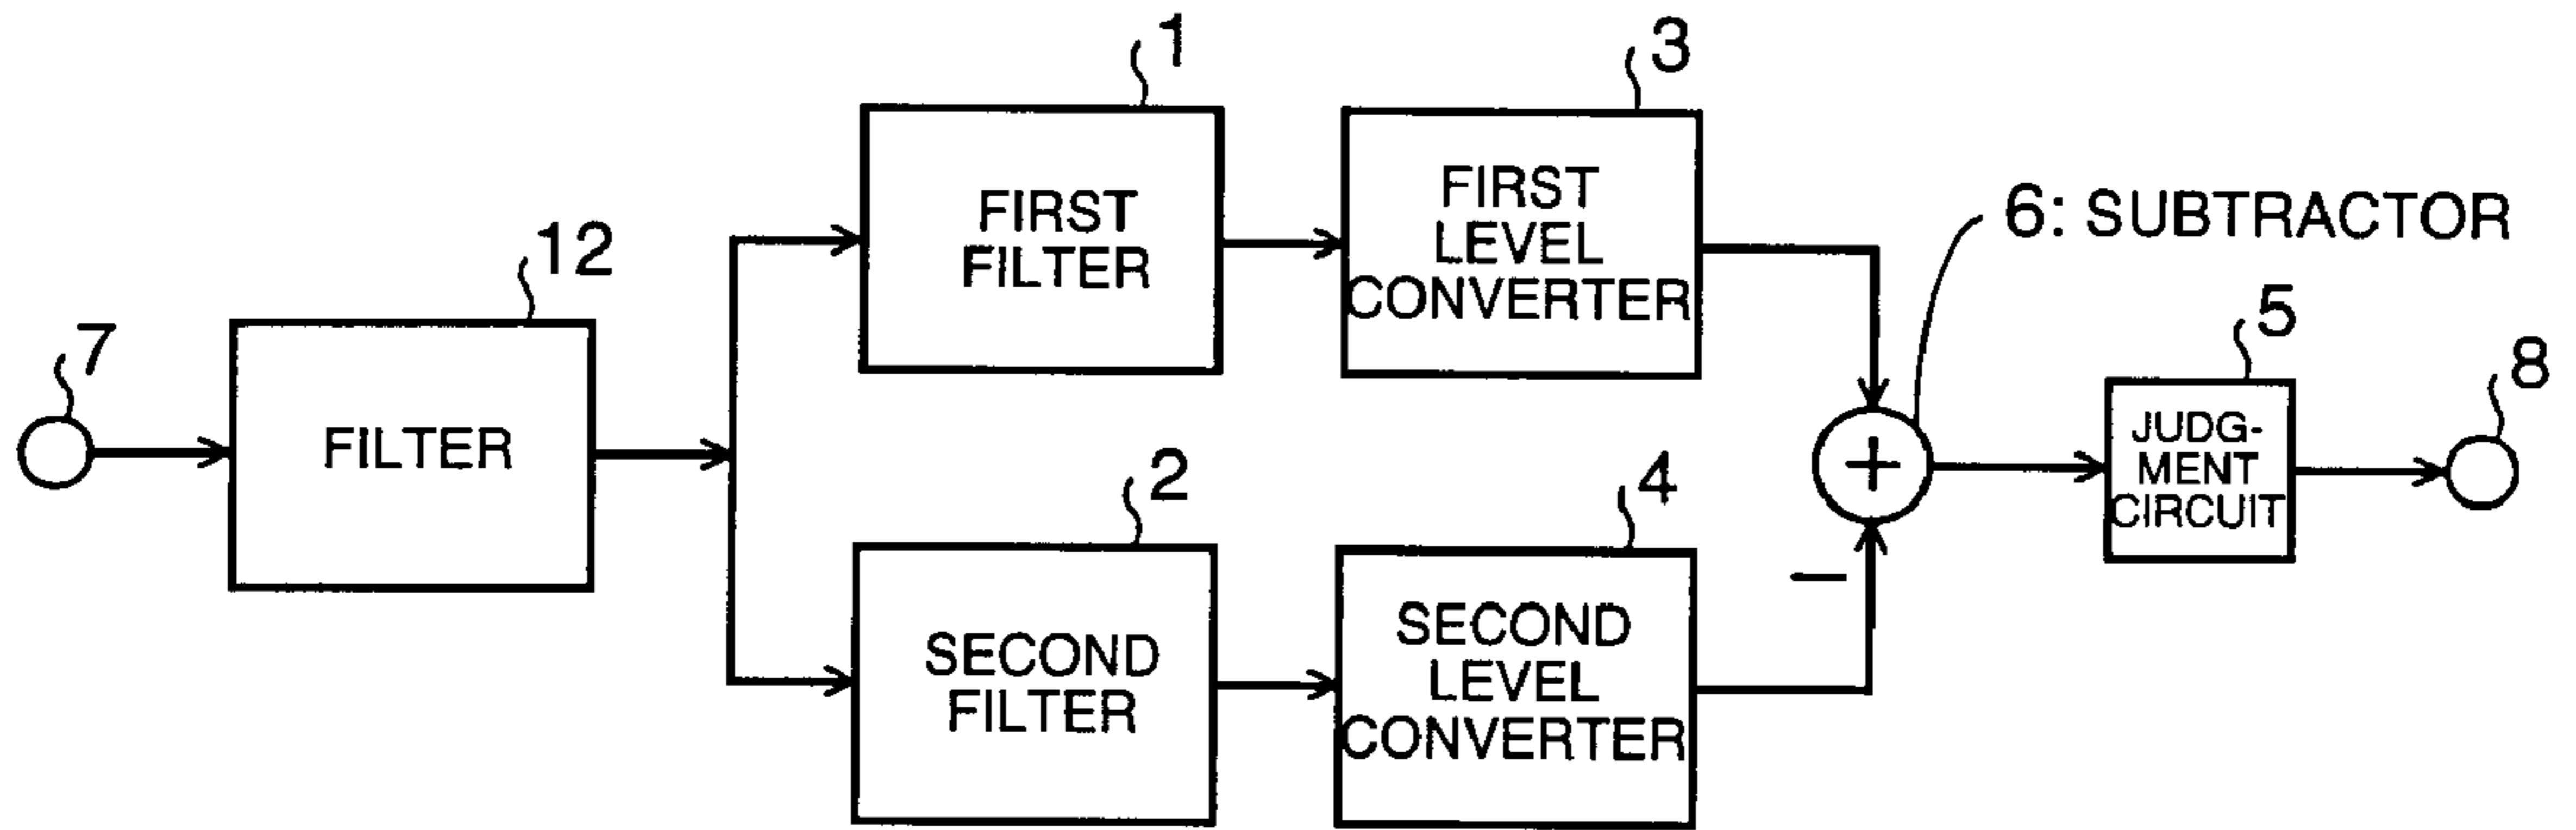 1
3
FIRST
FILTER
FIRST
LEVEL
CONVERTER
6: SUBTRACTOR
12
7
FILTER
5
JUDG-
MENT
CIRCUIT
8
2
4
SECOND
FILTER
SECOND
LEVEL
CONVERTER
+
−